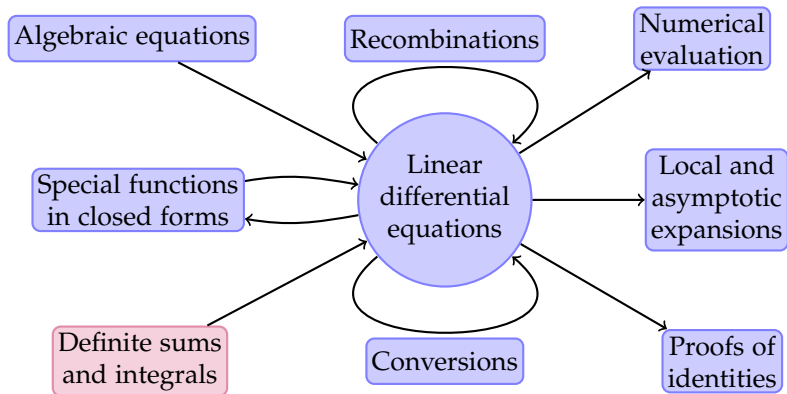 Algebraic equations
Recombinations
Numerical
evaluation
Special functions
in closed forms
Linear
differential
equations
Local and
asymptotic
expansions
Definite sums
and integrals
Conversions
Proofs of
identities